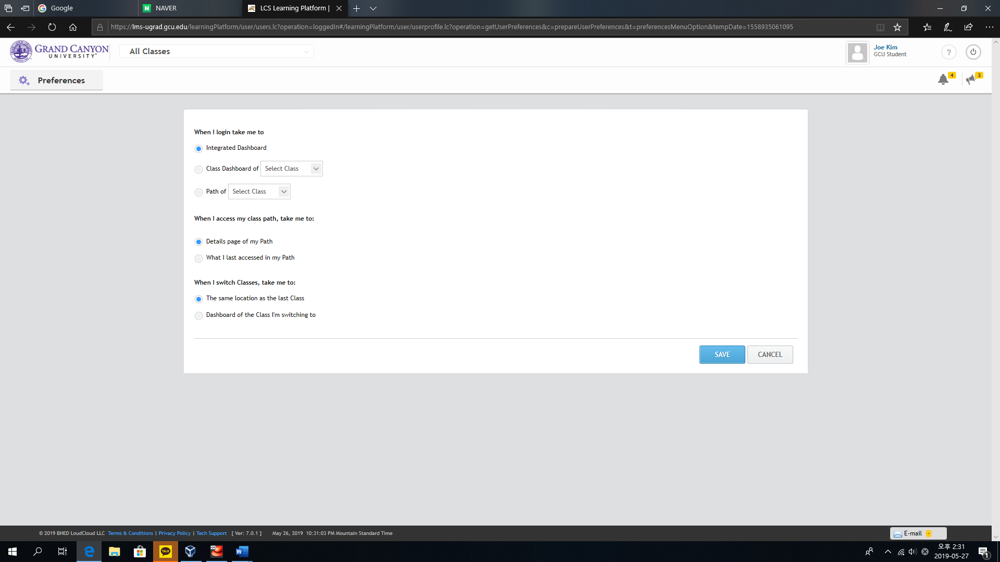 Google
NAVER
LCS Learning Platform |
https://lms-ugrad.gcu.edu/learningPlatform/user/users.lc?operation=loggedIn#/learningPlatform/user/userprofile.lc?operation=getUserPreferences&c=prepareUserPreferences&t=preferencesMenuOption&tempDate=1558935061095
GRAND CANYON
UNIVERSITY
All Classes
Joe Kim
GCU Student
?
Preferences
4
3
When I login take me to
Integrated Dashboard
Class Dashboard of Select Class
Path of Select Class
When I access my class path, take me to:
Details page of my Path
What I last accessed in my Path
When I switch Classes, take me to:
The same location as the last Class
Dashboard of the Class I'm switching to
SAVE CANCEL
© 2019 BNED LoudCloud LLC Terms & Conditions | Privacy Policy | Tech Support [ Ver: 7.0.1 ] May 26, 2019 10:31:03 PM Mountain Standard Time
E-mail -
TALK
오후 2:31
2019-05-27
1